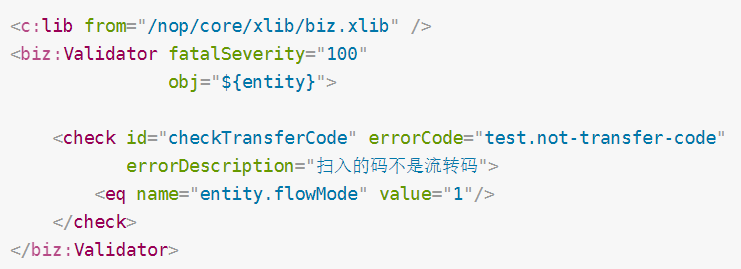 <c:lib from="/nop/core/xlib/biz.xlib" />
<biz:Validator fatalSeverity="100"
               obj="${entity}">

    <check id="checkTransferCode" errorCode="test.not-transfer-code"
           errorDescription="扫入的码不是流转码">
        <eq name="entity.flowMode" value="1"/>
    </check>
</biz:Validator>